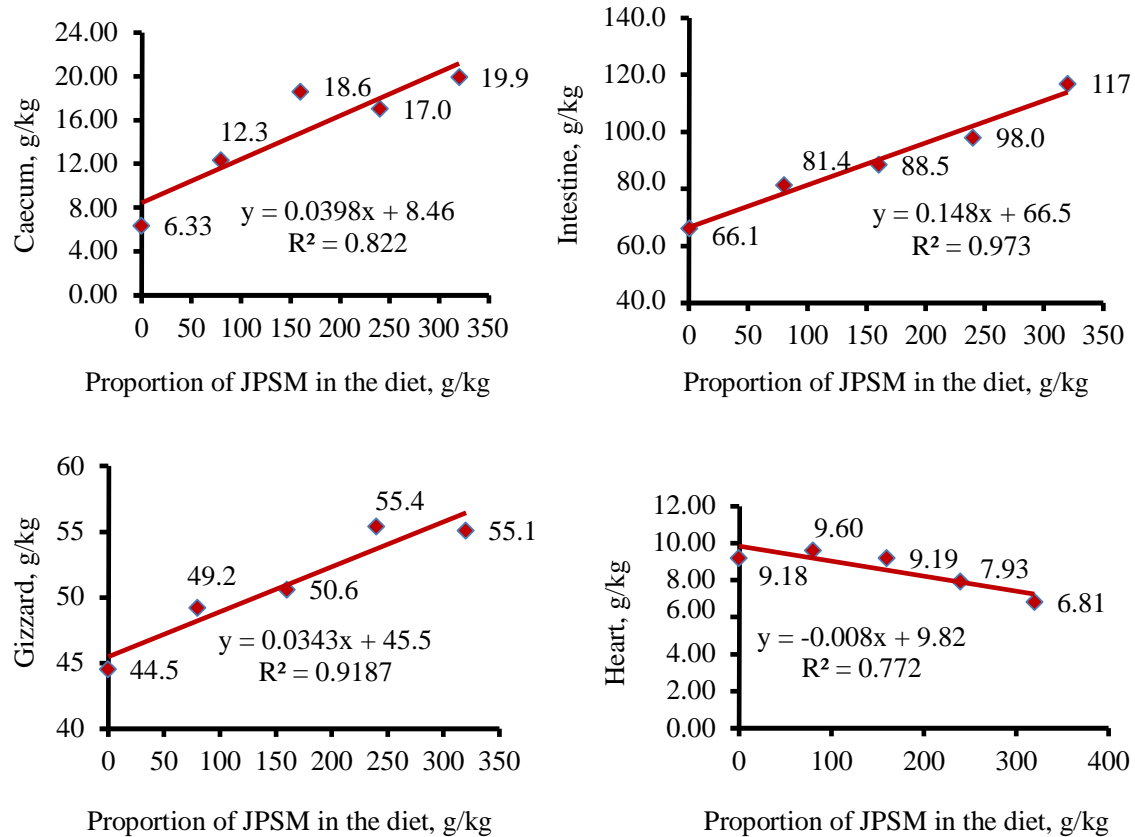 Caecum, g/kg
24.00
20.00
16.00
12.00
8.00
4.00
0.00
6.33
12.3
18.6
17.0
19.9
y = 0.0398x + 8.46
R² = 0.822
0 50 100 150 200 250 300 350
Proportion of JPSM in the diet, g/kg
Intestine, g/kg
140.0
120.0
100.0
80.0
60.0
40.0
66.1
81.4
88.5
98.0
117
y = 0.148x + 66.5
R² = 0.973
0 50 100 150 200 250 300 350
Proportion of JPSM in the diet, g/kg
Gizzard, g/kg
60
55
50
45
40
44.5
49.2
50.6
55.4
55.1
y = 0.0343x + 45.5
R² = 0.9187
0 50 100 150 200 250 300 350
Proportion of JPSM in the diet, g/kg
Heart, g/kg
12.00
10.00
8.00
6.00
4.00
2.00
0.00
9.18
9.60
9.19
7.93
6.81
y = -0.008x + 9.82
R² = 0.772
0 100 200 300 400
Proportion of JPSM in the diet, g/kg